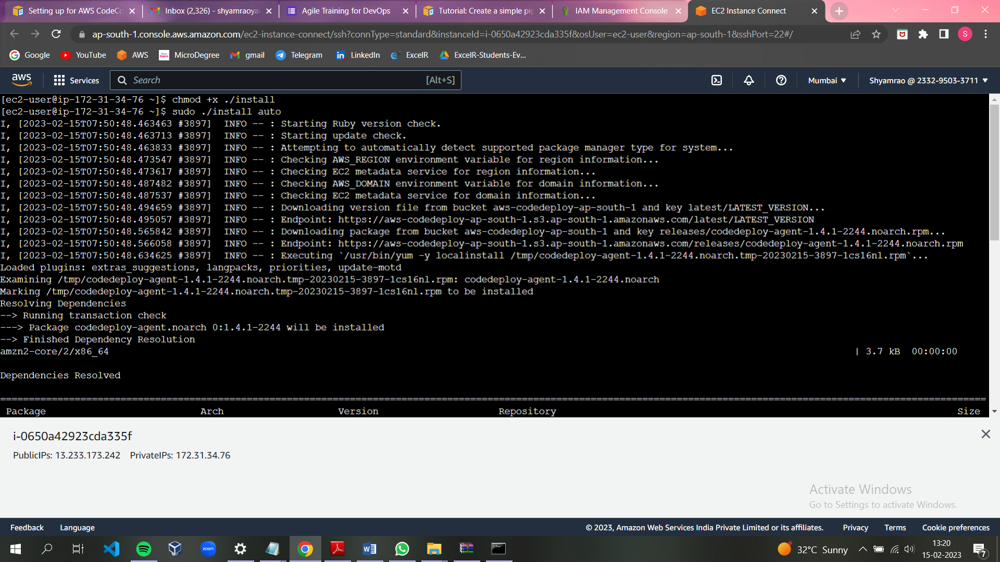 Setting up for AWS CodeCo
Inbox (2,326) - shyamraoyal
Agile Training for DevOps
Tutorial: Create a simple pip
IAM Management Console
EC2 Instance Connect
ap-south-1.console.aws.amazon.com/ec2-instance-connect/ssh?connType=standard&instanceId=i-0650a42923cda335f&osUser=ec2-user&region=ap-south-1&sshPort=22#/
S
Google YouTube AWS MicroDegree gmail Telegram LinkedIn ExcelR ExcelR-Students-Ev...
aws Services Search [Alt+S] Mumbai Shyamrao @ 2332-9503-3711
[ec2-user@ip-172-31-34-76 ~]$ chmod +x ./install
[ec2-user@ip-172-31-34-76 ~]$ sudo ./install auto
I, [2023-02-15T07:50:48.463463 #3897]  INFO -- : Starting Ruby version check.
I, [2023-02-15T07:50:48.463713 #3897]  INFO -- : Starting update check.
I, [2023-02-15T07:50:48.463833 #3897]  INFO -- : Attempting to automatically detect supported package manager type for system...
I, [2023-02-15T07:50:48.473547 #3897]  INFO -- : Checking AWS_REGION environment variable for region information...
I, [2023-02-15T07:50:48.473617 #3897]  INFO -- : Checking EC2 metadata service for region information...
I, [2023-02-15T07:50:48.487482 #3897]  INFO -- : Checking AWS_DOMAIN environment variable for domain information...
I, [2023-02-15T07:50:48.487537 #3897]  INFO -- : Checking EC2 metadata service for domain information...
I, [2023-02-15T07:50:48.494659 #3897]  INFO -- : Downloading version file from bucket aws-codedeploy-ap-south-1 and key latest/LATEST_VERSION...
I, [2023-02-15T07:50:48.495057 #3897]  INFO -- : Endpoint: https://aws-codedeploy-ap-south-1.s3.ap-south-1.amazonaws.com/latest/LATEST_VERSION
I, [2023-02-15T07:50:48.565842 #3897]  INFO -- : Downloading package from bucket aws-codedeploy-ap-south-1 and key releases/codedeploy-agent-1.4.1-2244.noarch.rpm...
I, [2023-02-15T07:50:48.566058 #3897]  INFO -- : Endpoint: https://aws-codedeploy-ap-south-1.s3.ap-south-1.amazonaws.com/releases/codedeploy-agent-1.4.1-2244.noarch.rpm
I, [2023-02-15T07:50:48.634625 #3897]  INFO -- : Executing `/usr/bin/yum -y localinstall /tmp/codedeploy-agent-1.4.1-2244.noarch.tmp-20230215-3897-1cs16nl.rpm`...
Loaded plugins: extras_suggestions, langpacks, priorities, update-motd
Examining /tmp/codedeploy-agent-1.4.1-2244.noarch.tmp-20230215-3897-1cs16nl.rpm: codedeploy-agent-1.4.1-2244.noarch
Marking /tmp/codedeploy-agent-1.4.1-2244.noarch.tmp-20230215-3897-1cs16nl.rpm to be installed
Resolving Dependencies
--> Running transaction check
---> Package codedeploy-agent.noarch 0:1.4.1-2244 will be installed
--> Finished Dependency Resolution
amzn2-core/2/x86_64 | 3.7 kB  00:00:00
Dependencies Resolved
================================================================================
Package Arch Version Repository Size
i-0650a42923cda335f
PublicIPs: 13.233.173.242 PrivateIPs: 172.31.34.76
Activate Windows
Go to Settings to activate Windows.
Feedback Language © 2023, Amazon Web Services India Private Limited or its affiliates. Privacy Terms Cookie preferences
zoom
32°C Sunny
13:20
15-02-2023
7